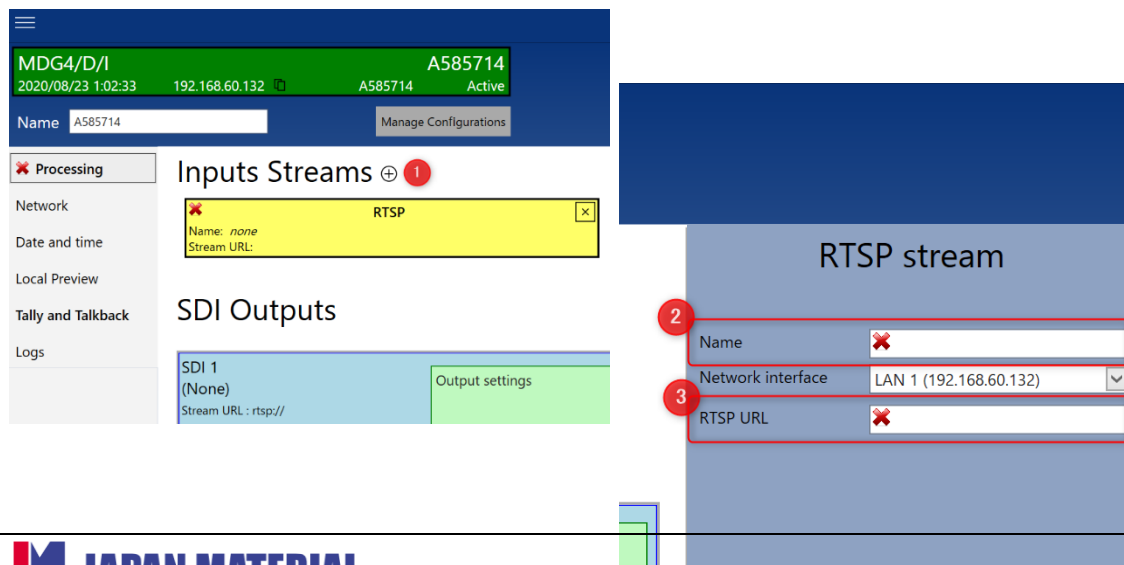 MDG4/D/I A585714
2020/08/23 1:02:33 192.168.60.132 A585714 Active
Name A585714 Manage Configurations
Processing
Network
Date and time
Local Preview
Tally and Talkback
Logs
Inputs Streams 1
RTSP
Name: none
Stream URL:
SDI Outputs
SDI 1
(None)
Stream URL : rtsp://
Output settings
RTSP stream
2
Name
Network interface LAN 1 (192.168.60.132)
3
RTSP URL
JAPAN MATERIAL